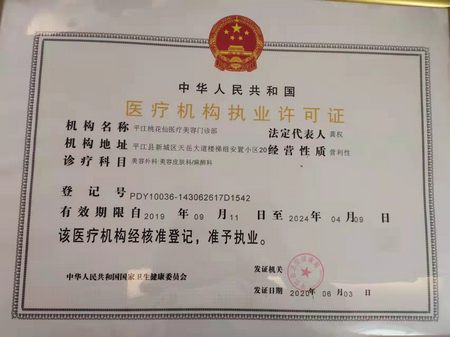 中华人民共和国
医疗机构执业许可证
机构名称 平江桃花仙医疗美容门诊部 法定代表人 龚权
机构地址 平江县新城区天岳大道楼梯组安置小区20 经营性质 营利性
诊疗科目 美容外科 美容皮肤科/麻醉科
登记号 PDY10036-143062617D1542
有效期限自 2019 年 09 月 11 日至 2024 年 04 月 09 日
该医疗机构经核准登记，准予执业。
中华人民共和国国家卫生健康委员会
发证机关
发证日期 2020 年 06 月 03 日